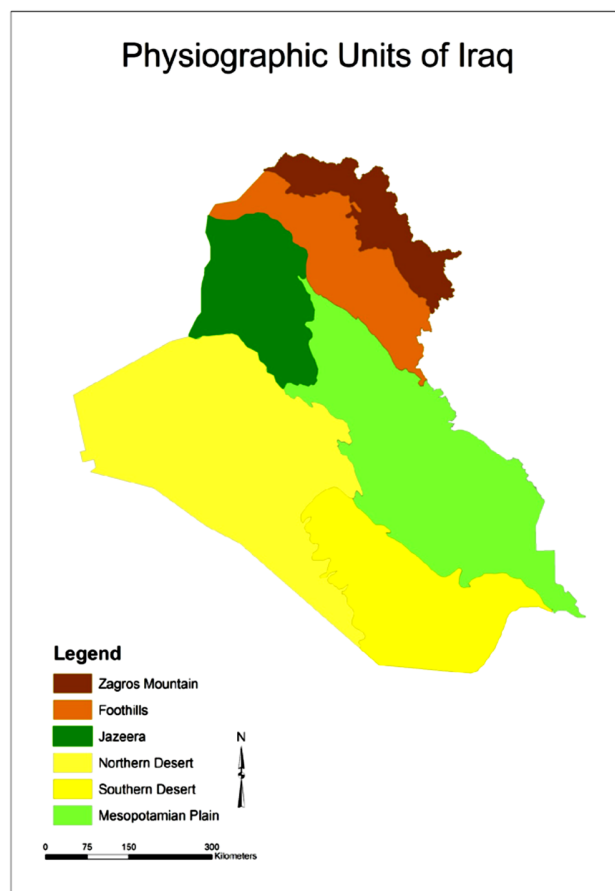 Physiographic Units of Iraq
Legend
Zagros Mountain
Foothills
Jazeera
Northern Desert
Southern Desert
Mesopotamian Plain
N
0 75 150 300
Kilometers